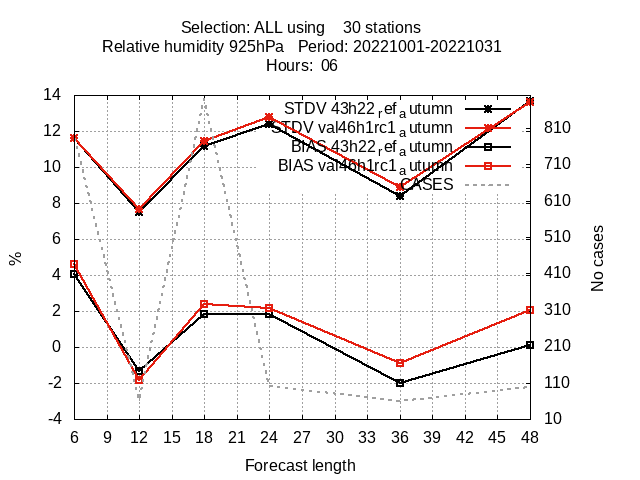 Selection: ALL using 30 stations
Relative humidity 925hPa Period: 20221001-20221031
Hours: 06
14
12
10
8
6
4
2
0
-2
-4
%
STDV 43h22_ref_autumn
STDV val46h1rc1_autumn
BIAS 43h22_ref_autumn
BIAS val46h1rc1_autumn
CASES
810
710
610
510
410
310
210
110
10
No cases
6 9 12 15 18 21 24 27 30 33 36 39 42 45 48
Forecast length